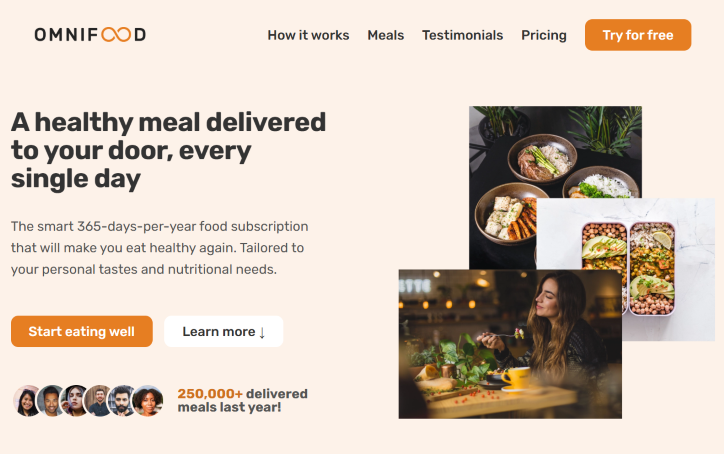 OMNIFOOD
How it works
Meals
Testimonials
Pricing
Try for free
A healthy meal delivered
to your door, every
single day
The smart 365-days-per-year food subscription
that will make you eat healthy again. Tailored to
your personal tastes and nutritional needs.
Start eating well
Learn more ↓
250,000+ delivered
meals last year!